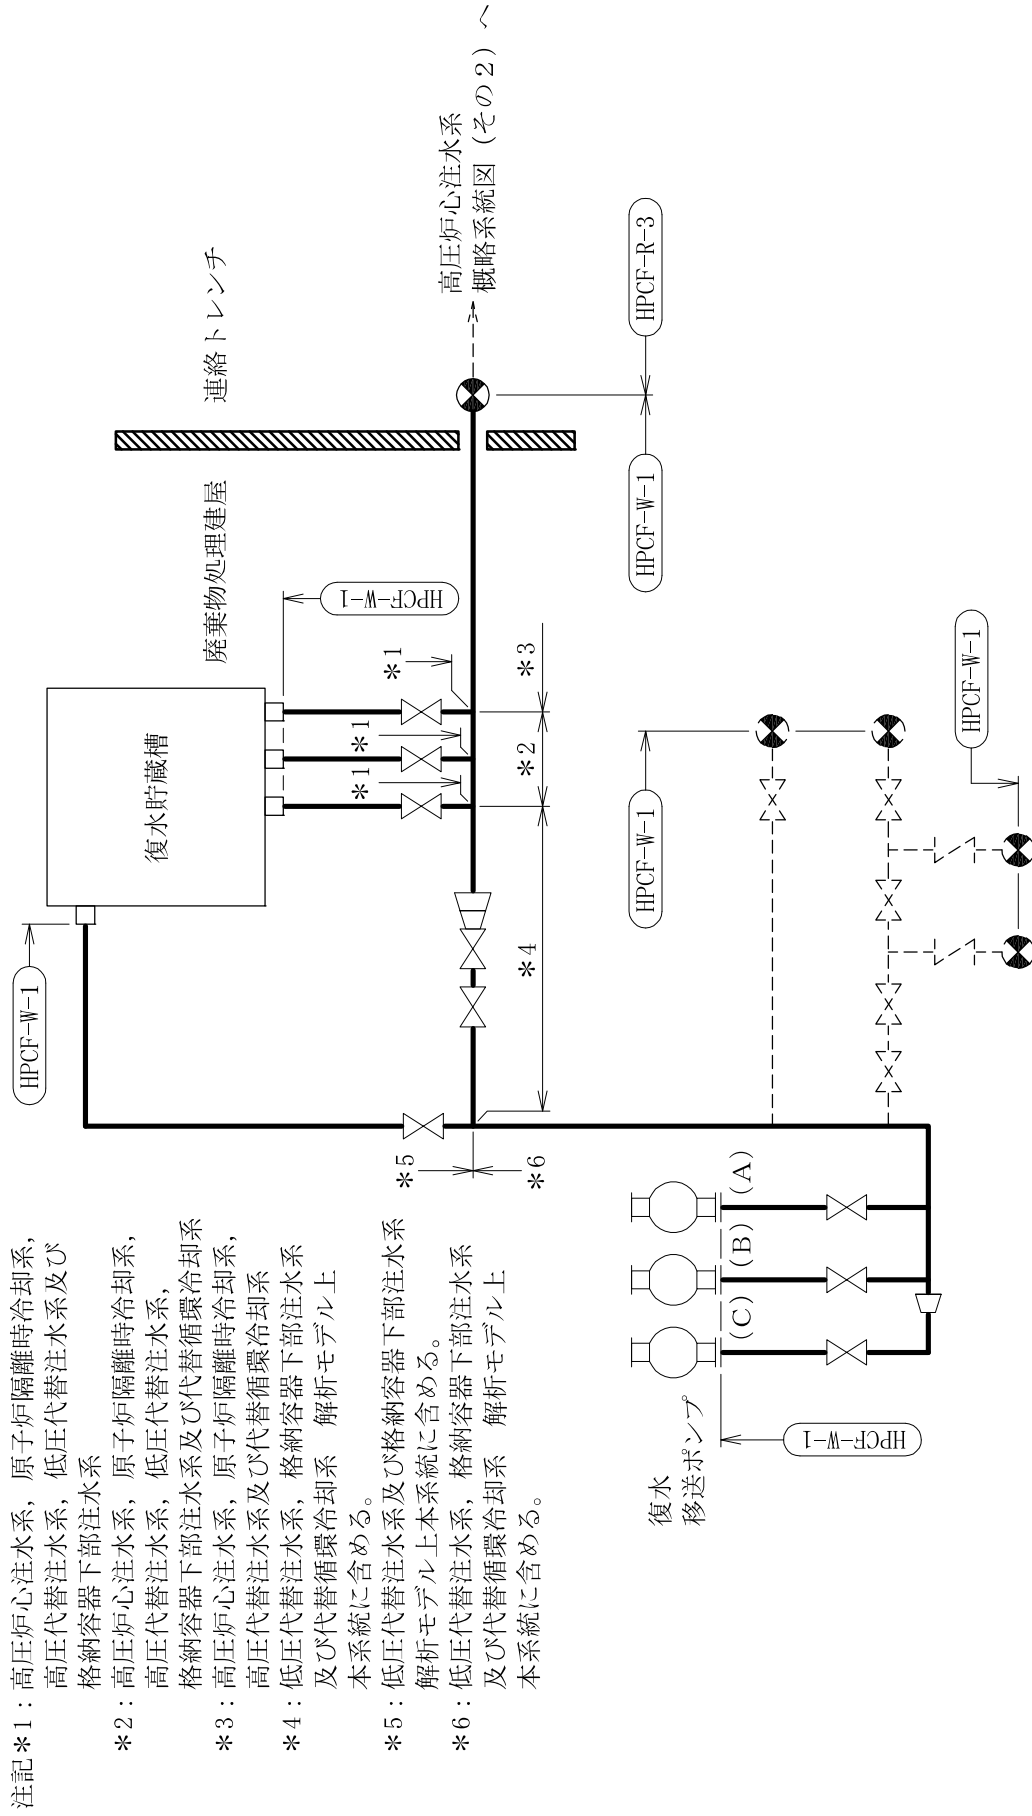 注記＊1：高圧炉心注水系，原子炉隔離時冷却系，
高圧代替注水系，低圧代替注水系及び
格納容器下部注水系
＊2：高圧炉心注水系，原子炉隔離時冷却系，
高圧代替注水系，低圧代替注水系，
格納容器下部注水系及び代替循環冷却系
＊3：高圧炉心注水系，原子炉隔離時冷却系，
高圧代替注水系及び代替循環冷却系
＊4：低圧代替注水系，格納容器下部注水系
及び代替循環冷却系　解析モデル上
本系統に含める。
＊5：低圧代替注水系及び格納容器下部注水系
解析モデル上本系統に含める。
＊6：低圧代替注水系，格納容器下部注水系
及び代替循環冷却系　解析モデル上
本系統に含める。
HPCF-W-1
復水貯蔵槽
廃棄物処理建屋
連絡トレンチ
HPCF-W-1
＊1
＊1
＊1
＊5
＊6
＊4
＊2
＊3
高圧炉心注水系
概略系統図（その２）へ
HPCF-W-1
HPCF-R-3
HPCF-W-1
HPCF-W-1
復水
移送ポンプ
(C)
(B)
(A)
HPCF-W-1